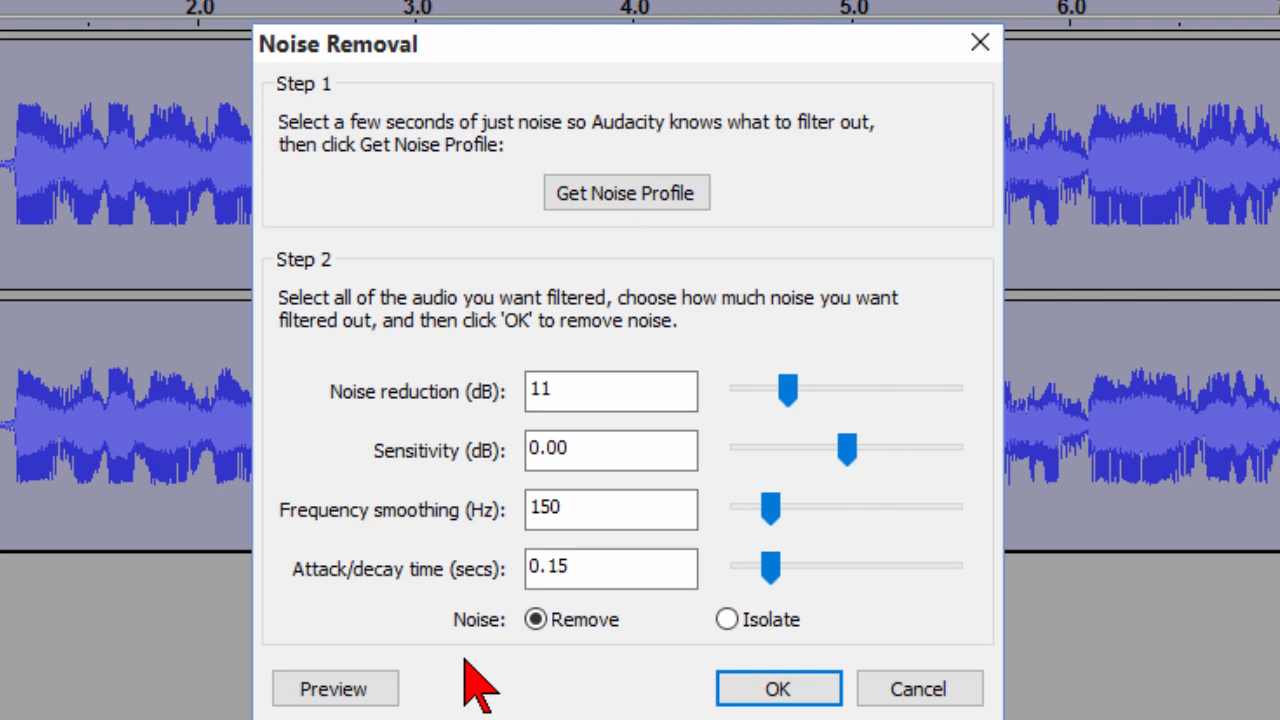 2.0 3.0 4.0 5.0 6.0
Noise Removal
Step 1
Select a few seconds of just noise so Audacity knows what to filter out,
then click Get Noise Profile:
Get Noise Profile
Step 2
Select all of the audio you want filtered, choose how much noise you want
filtered out, and then click 'OK' to remove noise.
Noise reduction (dB): 11
Sensitivity (dB): 0.00
Frequency smoothing (Hz): 150
Attack/decay time (secs): 0.15
Noise: Remove Isolate
Preview OK Cancel